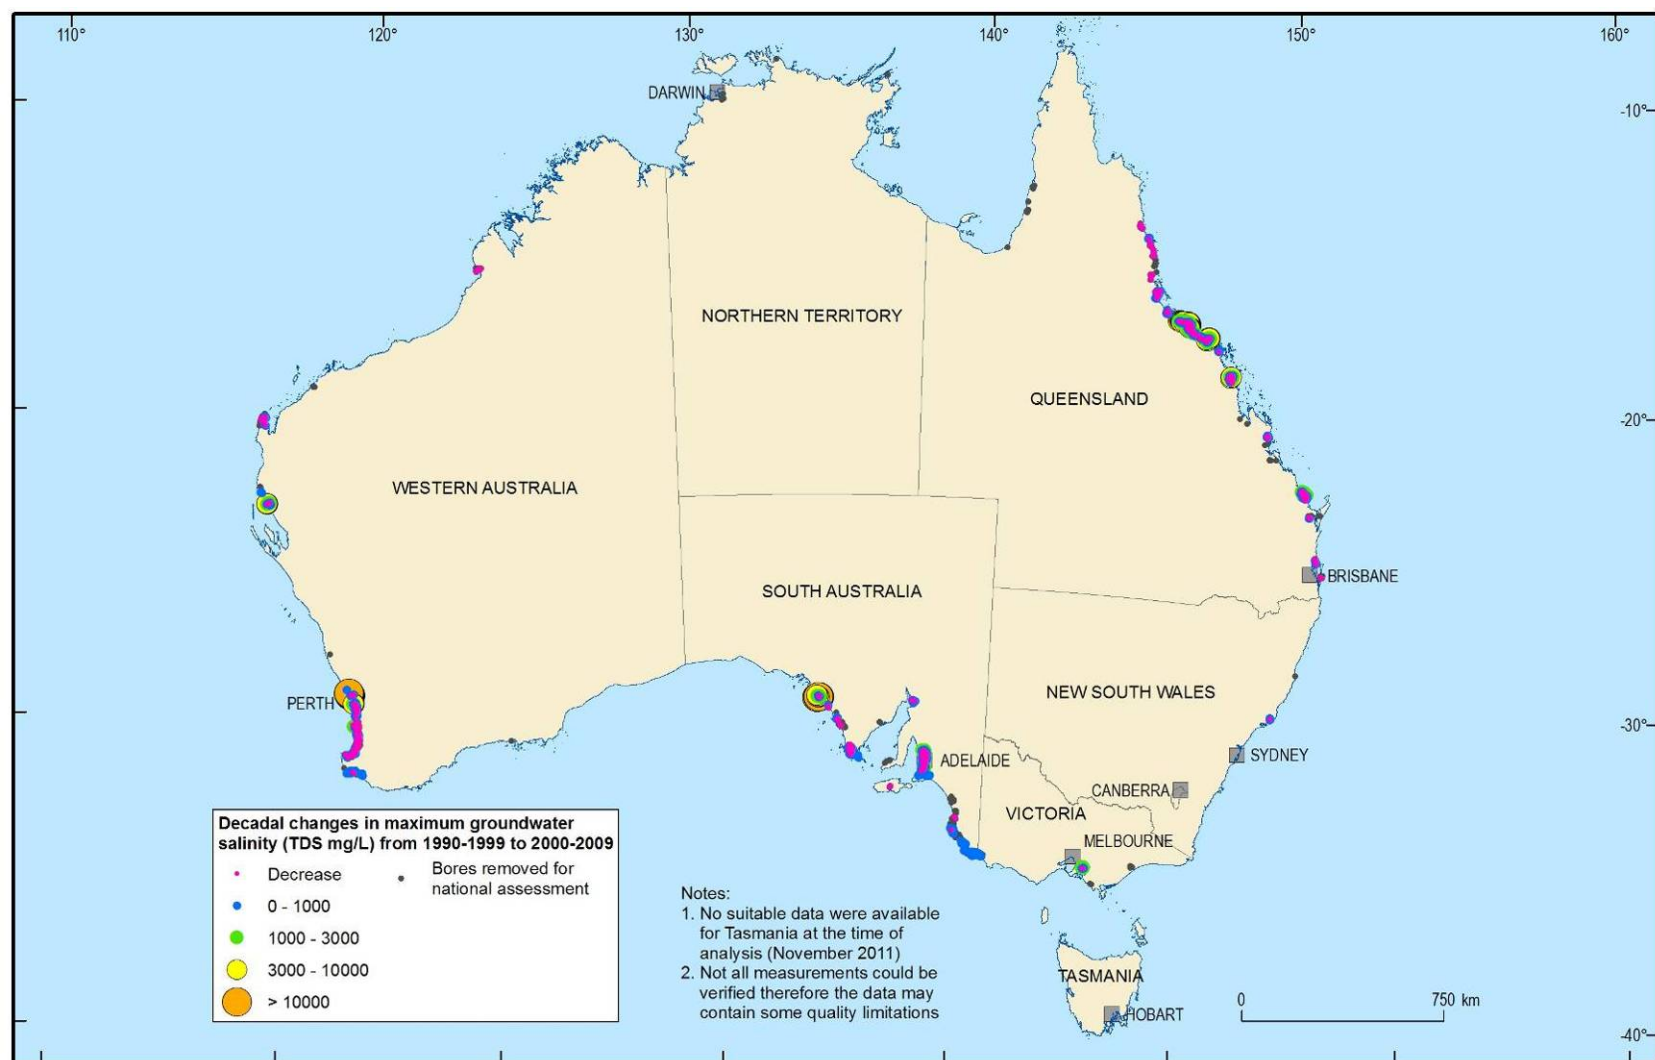 110°
120°
130°
140°
150°
160°
DARWIN
-10°
NORTHERN TERRITORY
QUEENSLAND
-20°
WESTERN AUSTRALIA
SOUTH AUSTRALIA
BRISBANE
NEW SOUTH WALES
PERTH
-30°
SYDNEY
ADELAIDE
CANBERRA
VICTORIA
MELBOURNE
Decadal changes in maximum groundwater
salinity (TDS mg/L) from 1990-1999 to 2000-2009
Decrease
0 - 1000
1000 - 3000
3000 - 10000
> 10000
Bores removed for
national assessment
Notes:
1. No suitable data were available
for Tasmania at the time of
analysis (November 2011)
2. Not all measurements could be
verified therefore the data may
contain some quality limitations
TASMANIA
HOBART
0 750 km
-40°